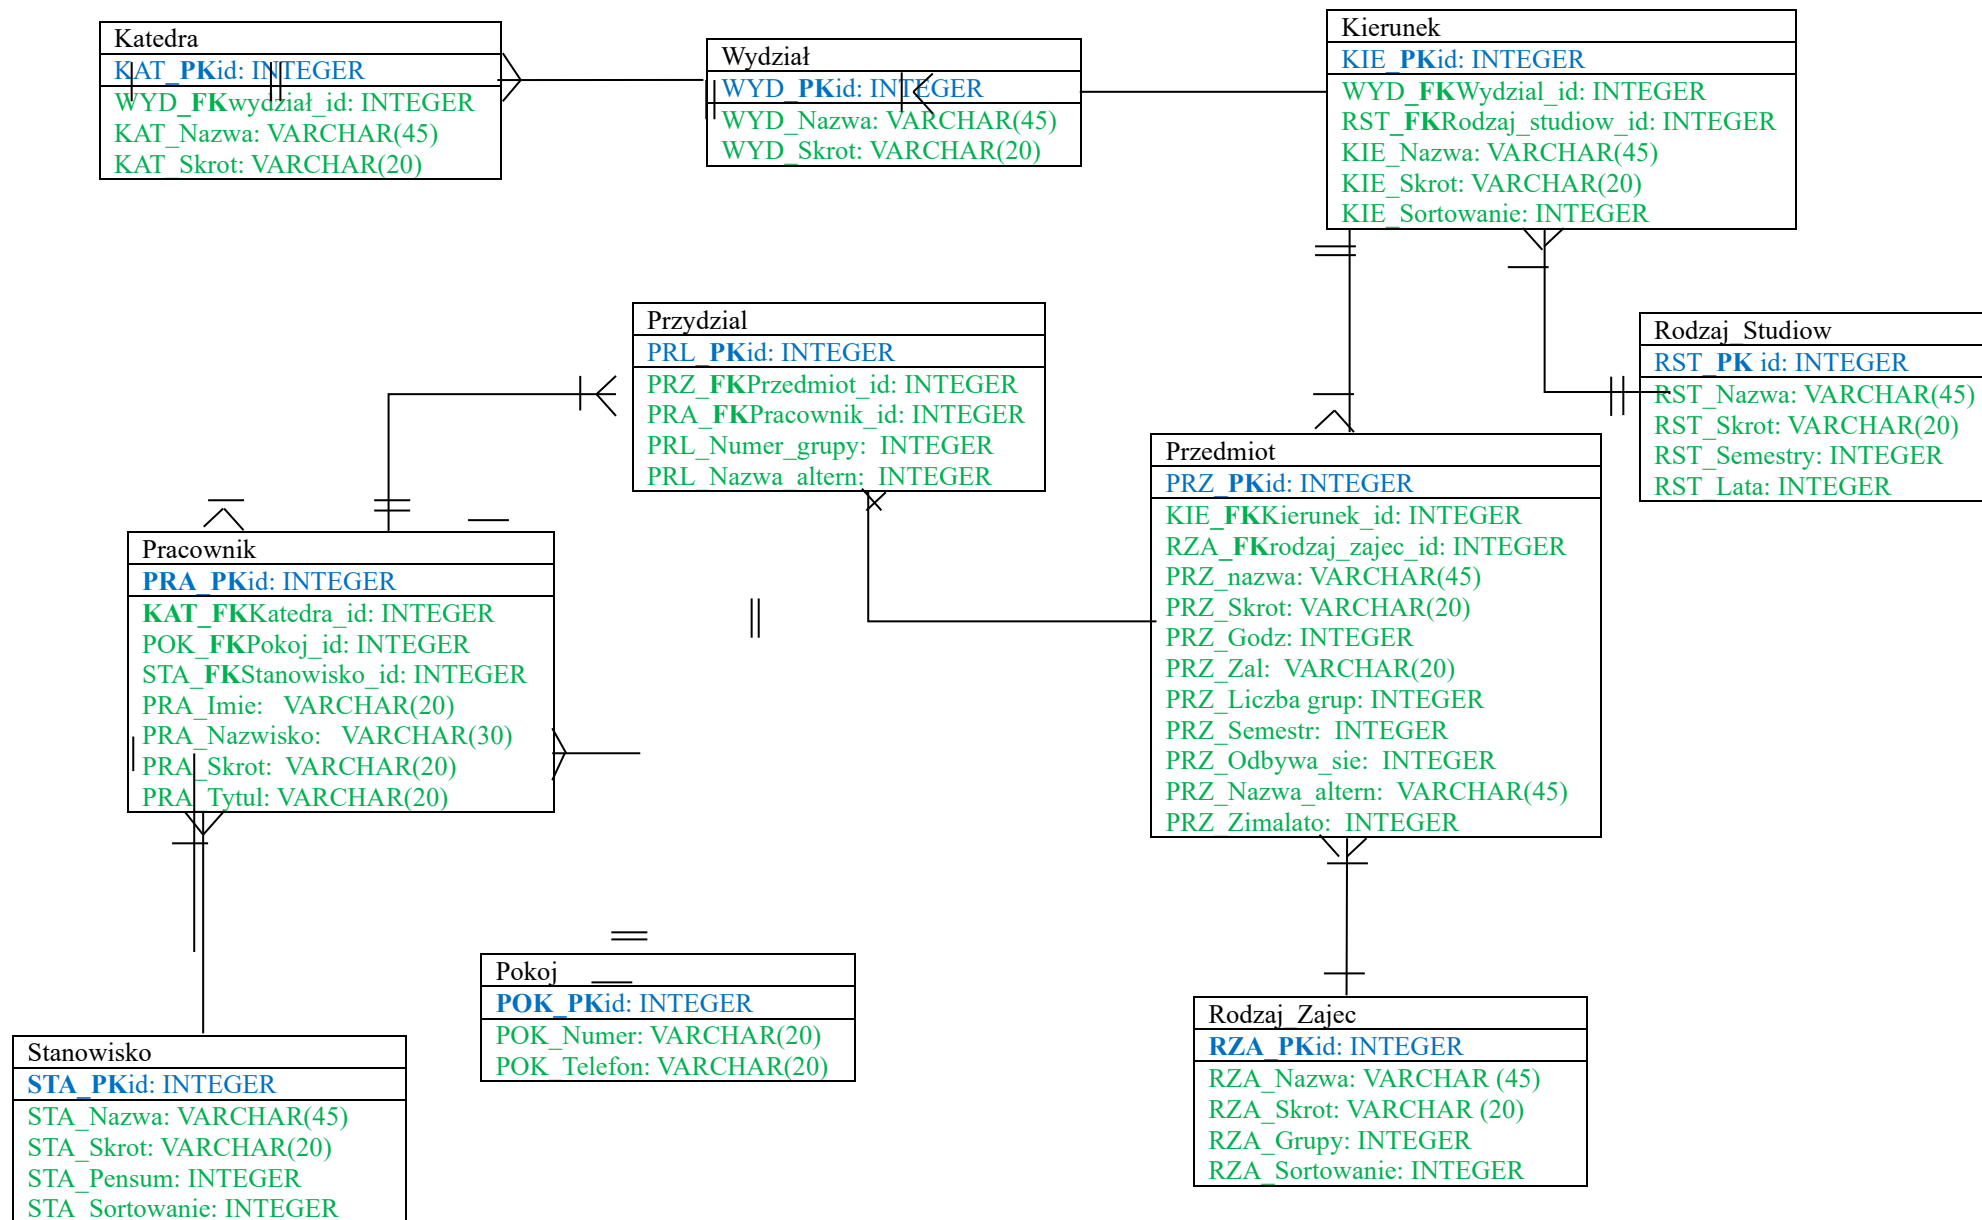 Katedra
KAT_PKid: INTEGER
WYD_FKwydział_id: INTEGER
KAT_Nazwa: VARCHAR(45)
KAT_Skrot: VARCHAR(20)
Wydział
WYD_PKid: INTEGER
WYD_Nazwa: VARCHAR(45)
WYD_Skrot: VARCHAR(20)
Kierunek
KIE_PKid: INTEGER
WYD_FKWydzial_id: INTEGER
RST_FKRodzaj_studiow_id: INTEGER
KIE_Nazwa: VARCHAR(45)
KIE_Skrot: VARCHAR(20)
KIE_Sortowanie: INTEGER
Przydzial
PRL_PKid: INTEGER
PRZ_FKPrzedmiot_id: INTEGER
PRA_FKPracownik_id: INTEGER
PRL_Numer_grupy: INTEGER
PRL_Nazwa_altern: INTEGER
Rodzaj_Studiow
RST_PK id: INTEGER
RST_Nazwa: VARCHAR(45)
RST_Skrot: VARCHAR(20)
RST_Semestry: INTEGER
RST_Lata: INTEGER
Przedmiot
PRZ_PKid: INTEGER
KIE_FKKierunek_id: INTEGER
RZA_FKrodzaj_zajec_id: INTEGER
PRZ_nazwa: VARCHAR(45)
PRZ_Skrot: VARCHAR(20)
PRZ_Godz: INTEGER
PRZ_Zal: VARCHAR(20)
PRZ_Liczba grup: INTEGER
PRZ_Semestr: INTEGER
PRZ_Odbywa_sie: INTEGER
PRZ_Nazwa_altern: VARCHAR(45)
PRZ_Zimalato: INTEGER
Pracownik
PRA_PKid: INTEGER
KAT_FKKatedra_id: INTEGER
POK_FKPokoj_id: INTEGER
STA_FKStanowisko_id: INTEGER
PRA_Imie: VARCHAR(20)
PRA_Nazwisko: VARCHAR(30)
PRA_Skrot: VARCHAR(20)
PRA_Tytul: VARCHAR(20)
Pokoj
POK_PKid: INTEGER
POK_Numer: VARCHAR(20)
POK_Telefon: VARCHAR(20)
Rodzaj_Zajec
RZA_PKid: INTEGER
RZA_Nazwa: VARCHAR (45)
RZA_Skrot: VARCHAR (20)
RZA_Grupy: INTEGER
RZA_Sortowanie: INTEGER
Stanowisko
STA_PKid: INTEGER
STA_Nazwa: VARCHAR(45)
STA_Skrot: VARCHAR(20)
STA_Pensum: INTEGER
STA_Sortowanie: INTEGER